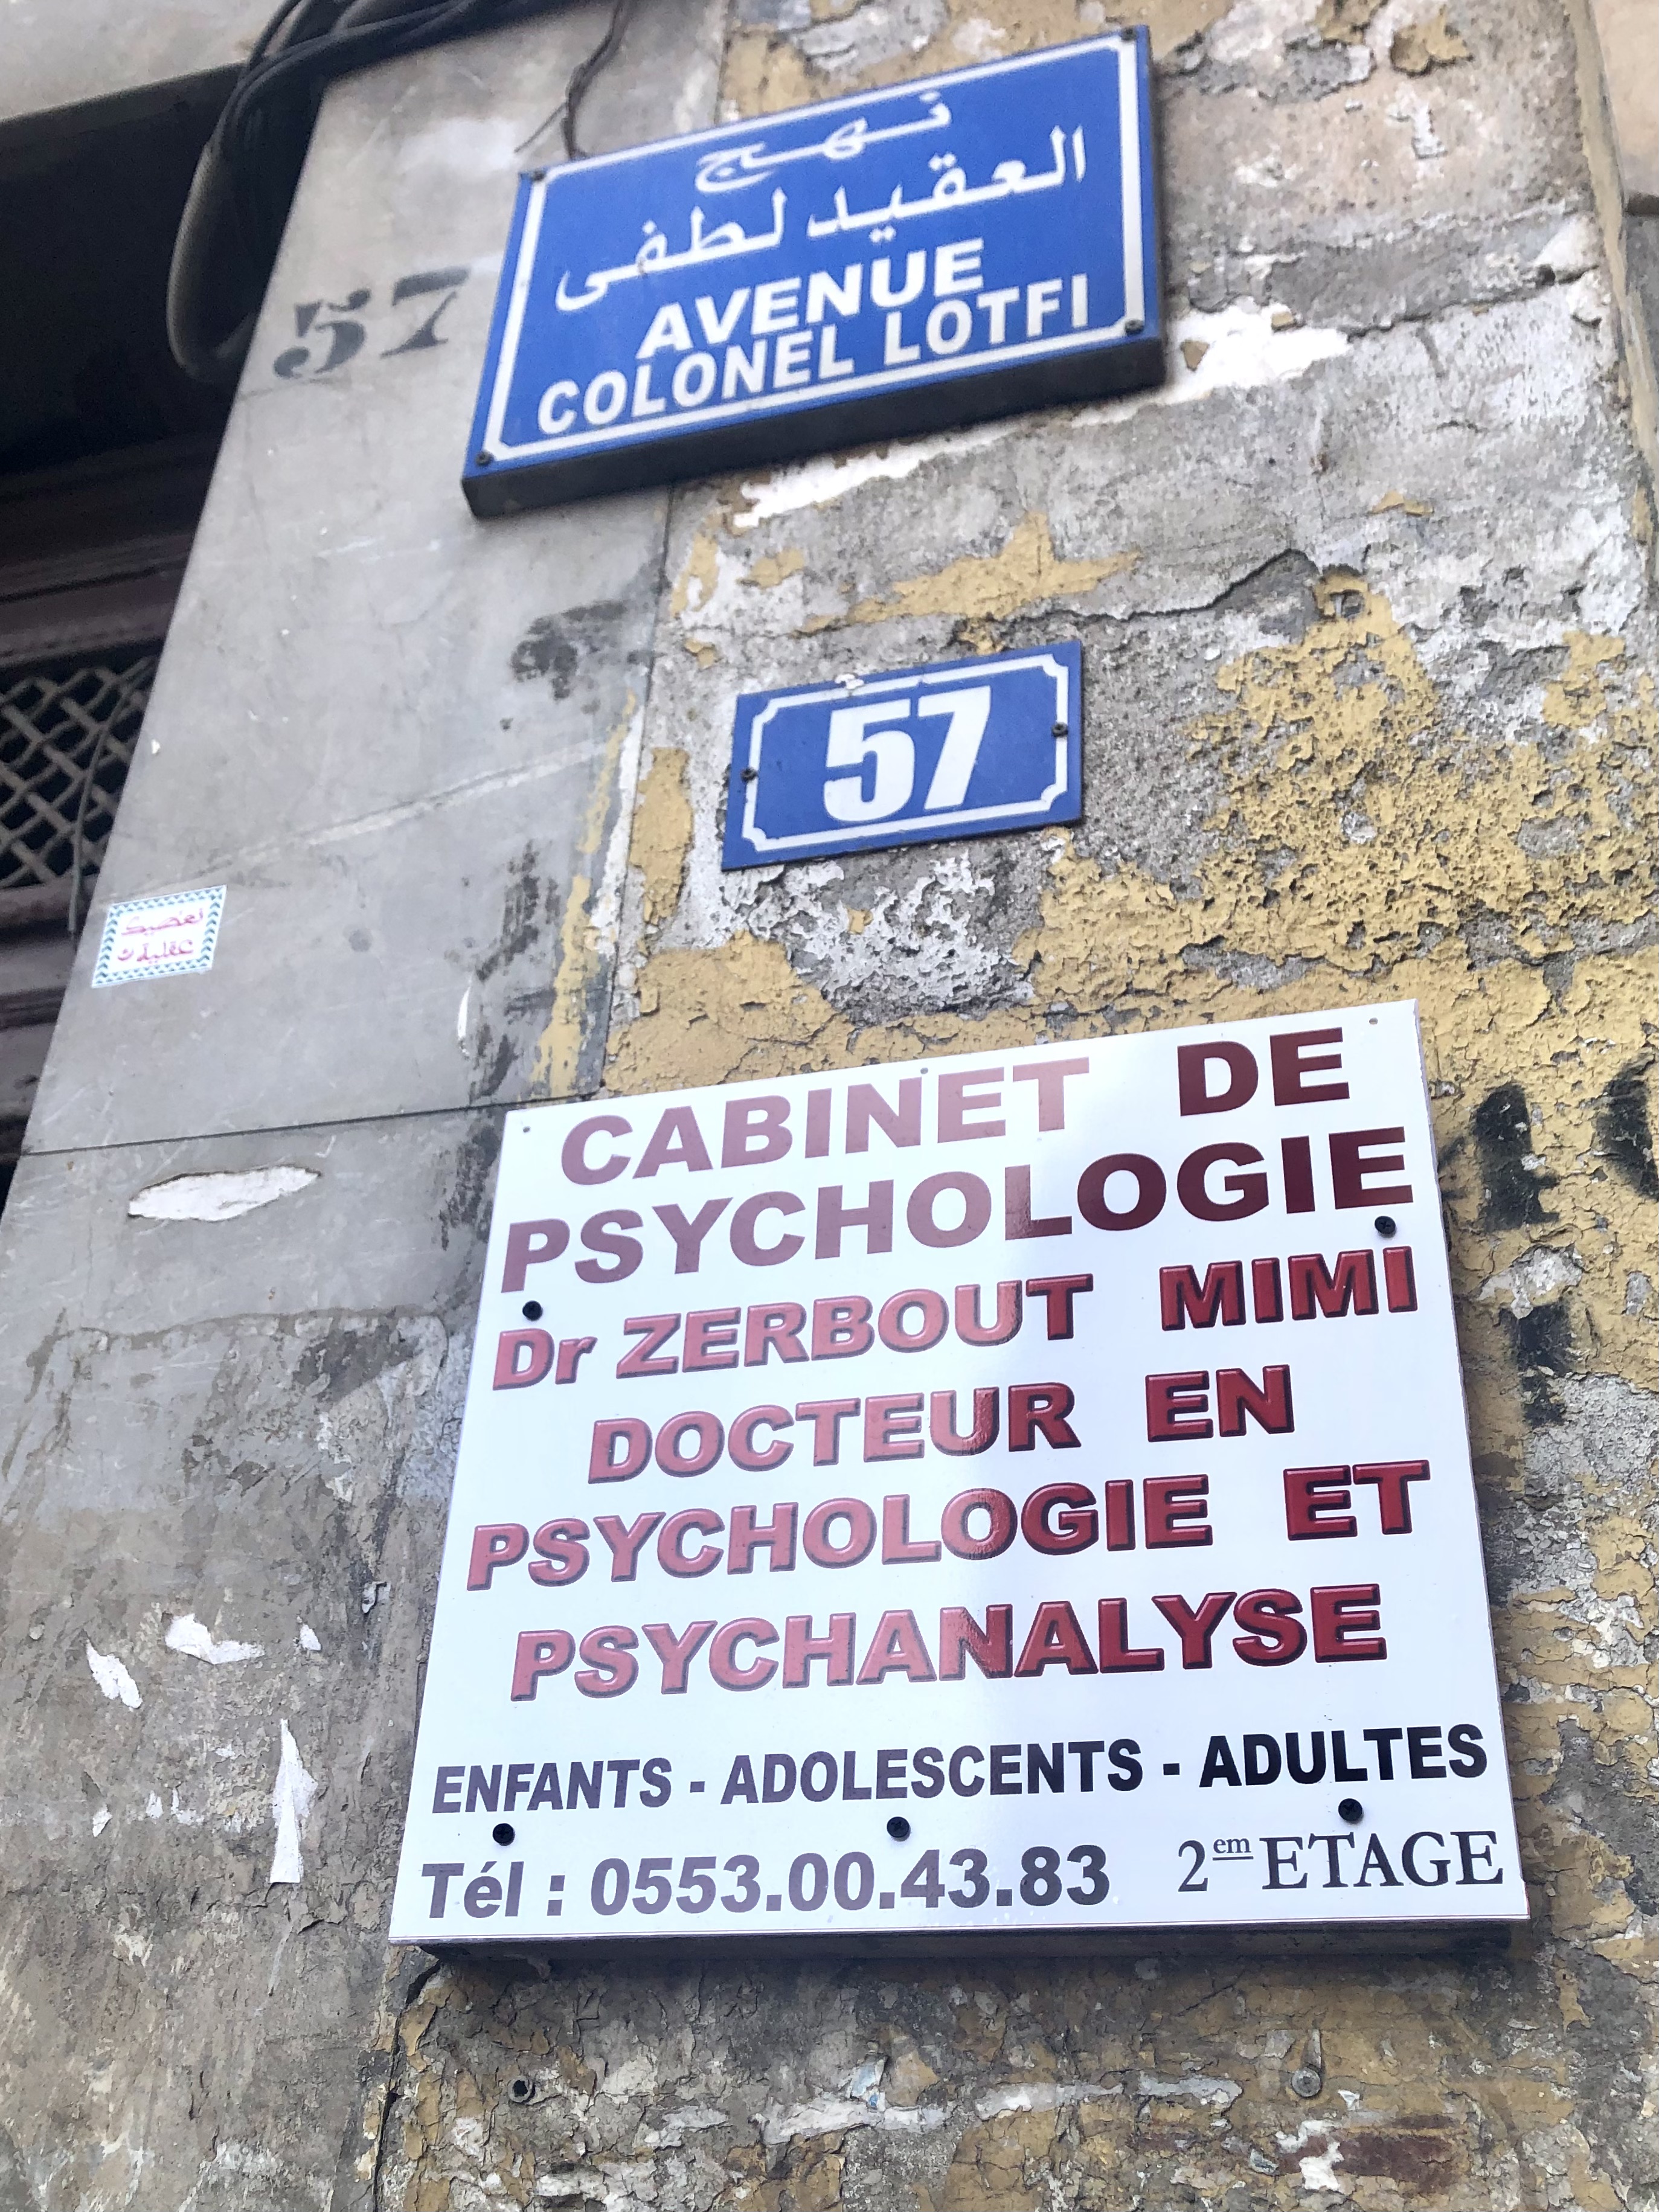 نهج
العقيد لطفي
AVENUE
COLONEL LOTFI
57
57
CABINET DE
PSYCHOLOGIE
Dr ZERBOUT MIMI
DOCTEUR EN
PSYCHOLOGIE ET
PSYCHANALYSE
ENFANTS - ADOLESCENTS - ADULTES
Tél : 0553.00.43.83 2em ETAGE